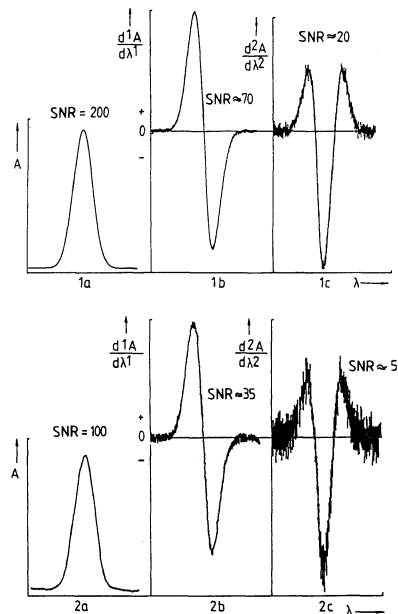 ↑
d¹A
dλ¹
↑
d²A
dλ²
SNR≈20
SNR = 200
SNR≈70
↑
A
+
0
−
1a
1b
1c
λ→
↑
d¹A
dλ¹
↑
d²A
dλ²
SNR = 100
SNR≈35
SNR≈ 5
↑
A
+
0
−
2a
2b
2c
λ→